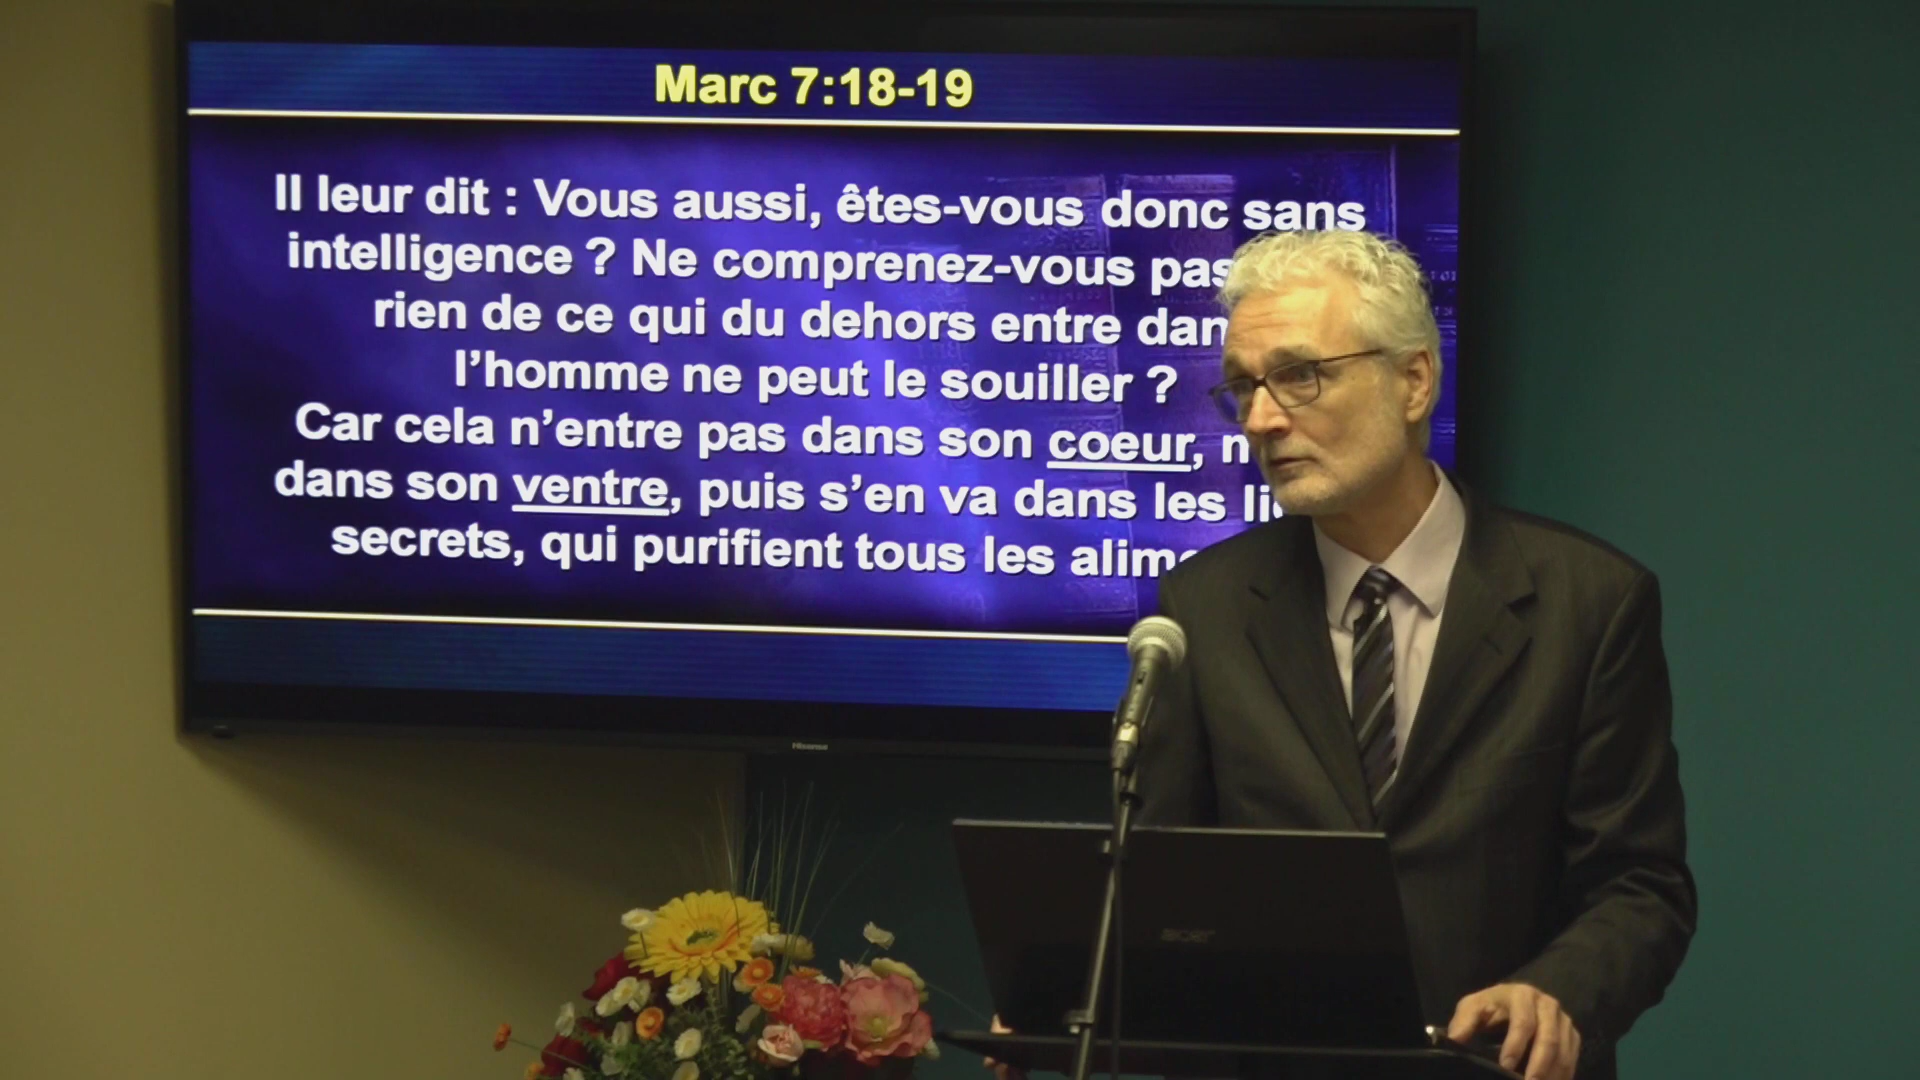 Marc 7:18-19
Il leur dit : Vous aussi, êtes-vous donc sans
intelligence ? Ne comprenez-vous pas
rien de ce qui du dehors entre dan
l’homme ne peut le souiller ?
Car cela n’entre pas dans son coeur,
dans son ventre, puis s’en va dans les
secrets, qui purifient tous les alim
Hisense
acer